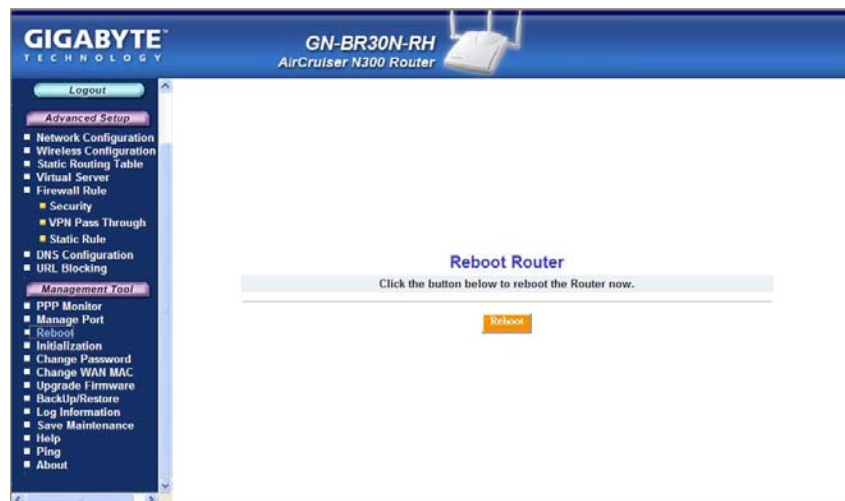 GIGABYTE™
TECHNOLOGY
GN-BR30N-RH
AirCruiser N300 Router
Logout
Advanced Setup
Network Configuration
Wireless Configuration
Static Routing Table
Virtual Server
Firewall Rule
Security
VPN Pass Through
Static Rule
DNS Configuration
URL Blocking
Management Tool
PPP Monitor
Manage Port
Reboot
Initialization
Change Password
Change WAN MAC
Upgrade Firmware
BackUp/Restore
Log Information
Save Maintenance
Help
Ping
About
Reboot Router
Click the button below to reboot the Router now.
Reboot